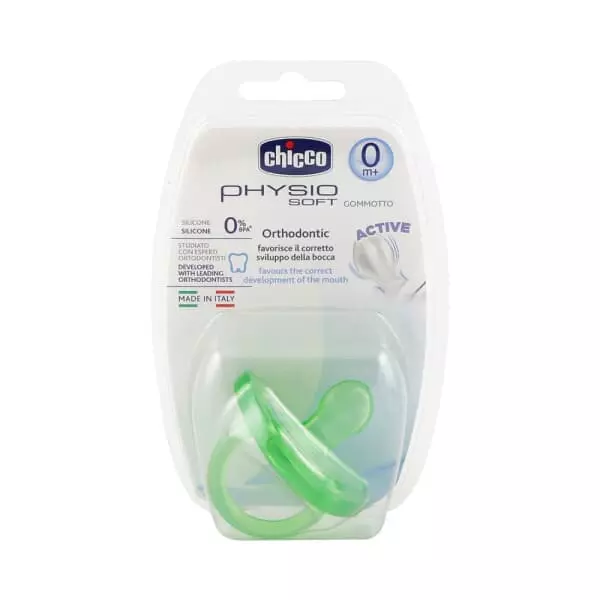 chicco
0
m+
PHYSIO
SOFT GOMMOTTO
ACTIVE
SILICONE
SILICONE
0%
BPA*
Orthodontic
STUDIATO
CON ESPERTI
ORTODONTISTI
favorisce il corretto
sviluppo della bocca
DEVELOPED
WITH LEADING
ORTHODONTISTS
favours the correct
development of the mouth
MADE IN ITALY